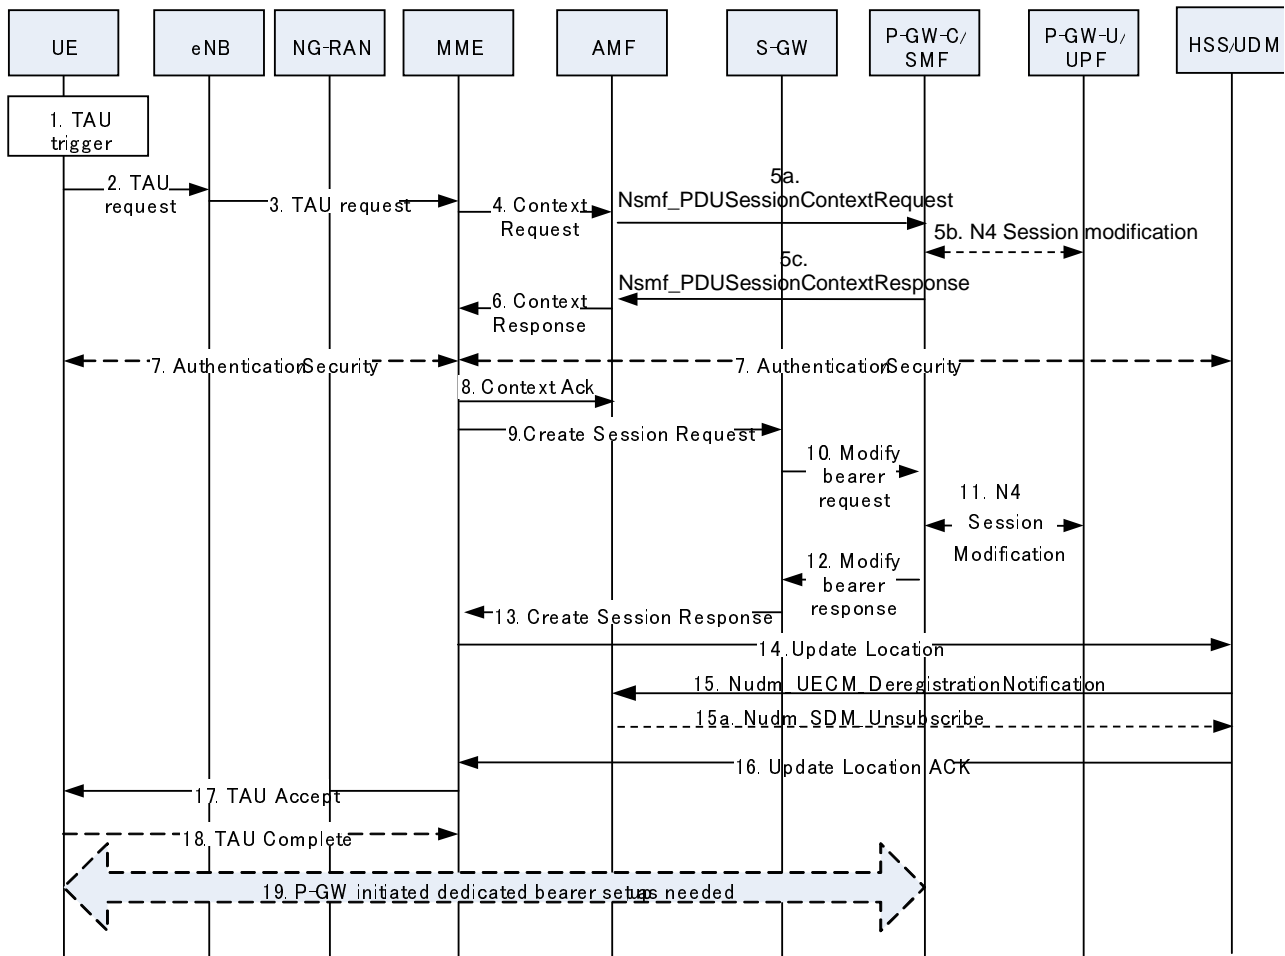 UE
eNB
NG-RAN
MME
AMF
S-GW
P-GW-C/
SMF
P-GW-U/
UPF
HSS/UDM
1. TAU
trigger
2. TAU
request
3. TAU request
4. Context
Request
5a.
Nsmf_PDUSessionContextRequest
5b. N4 Session modification
5c.
Nsmf_PDUSessionContextResponse
6. Context
Response
7. Authentication/Security
7. Authentication/Security
8. Context Ack
9.Create Session Request
10. Modify
bearer
request
11. N4
Session
Modification
12. Modify
bearer
response
13. Create Session Response
14.Update Location
15. Nudm_UECM_DeregistrationNotification
15a. Nudm_SDM_Unsubscribe
16. Update Location ACK
17. TAU Accept
18. TAU Complete
19. P-GW initiated dedicated bearer setup as needed